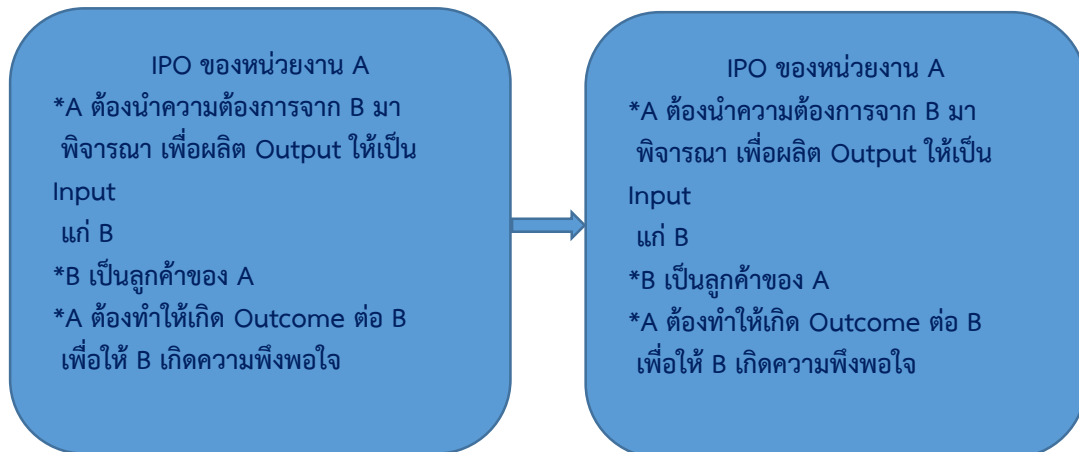 IPO ของหน่วยงาน A
*A ต้องนำความต้องการจาก B มา
พิจารณา เพื่อผลิต Output ให้เป็น
Input
แก่ B
*B เป็นลูกค้าของ A
*A ต้องทำให้เกิด Outcome ต่อ B
เพื่อให้ B เกิดความพึงพอใจ
IPO ของหน่วยงาน A
*A ต้องนำความต้องการจาก B มา
พิจารณา เพื่อผลิต Output ให้เป็น
Input
แก่ B
*B เป็นลูกค้าของ A
*A ต้องทำให้เกิด Outcome ต่อ B
เพื่อให้ B เกิดความพึงพอใจ